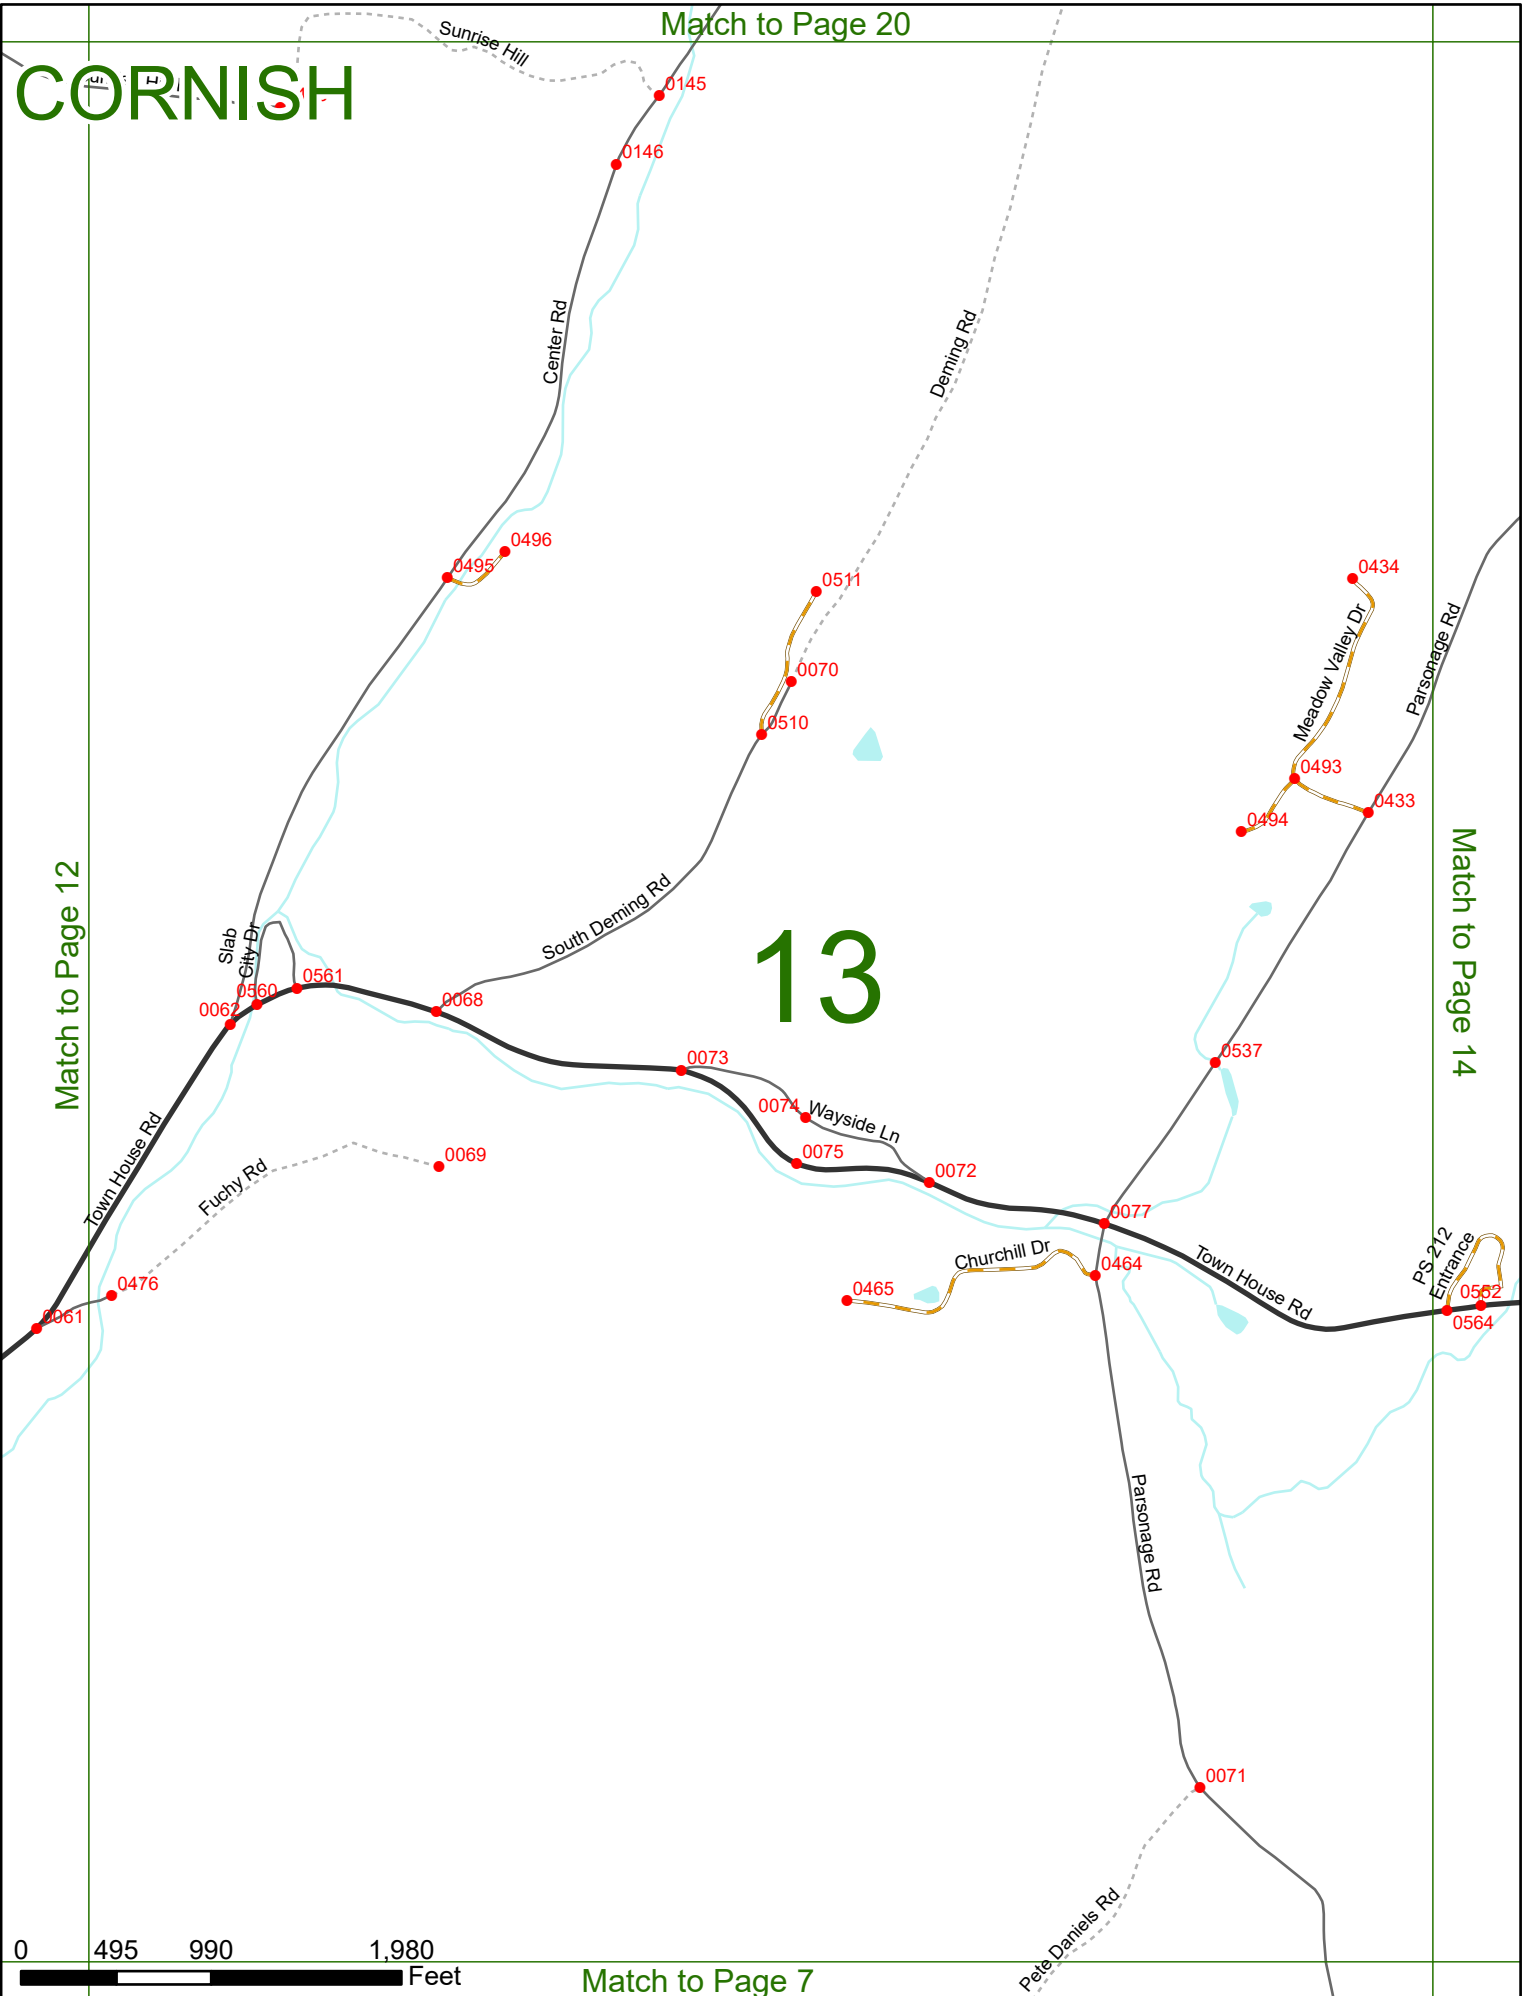 Match to Page 20
Sunrise Hill
CORNISH
0145
0146
Center Rd
Deming Rd
0496
0495
0511
0434
Meadow Valley Dr
Parsonage Rd
0070
0510
0493
0433
0494
Match to Page 12
Match to Page 14
South Deming Rd
13
Slab
City Dr
0561
0560
0062
0068
0073
0537
0074
Wayside Ln
0075
0072
Town House Rd
Fuchy Rd
0069
0077
Churchill Dr
0464
Town House Rd
PS 212
Entrance
0476
0465
0552
0564
0061
Parsonage Rd
0071
Pete Daniels Rd
0 495 990 1,980
Feet
Match to Page 7